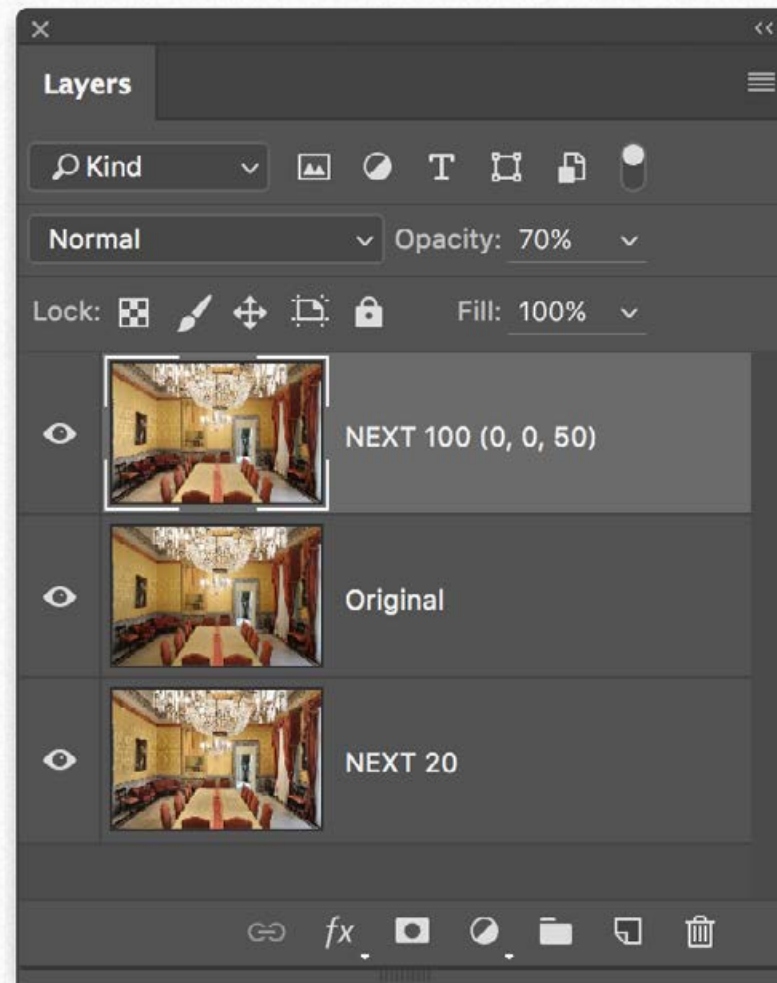 Layers
Kind
Normal Opacity: 70%
Lock: Fill: 100%
NEXT 100 (0, 0, 50)
Original
NEXT 20
fx